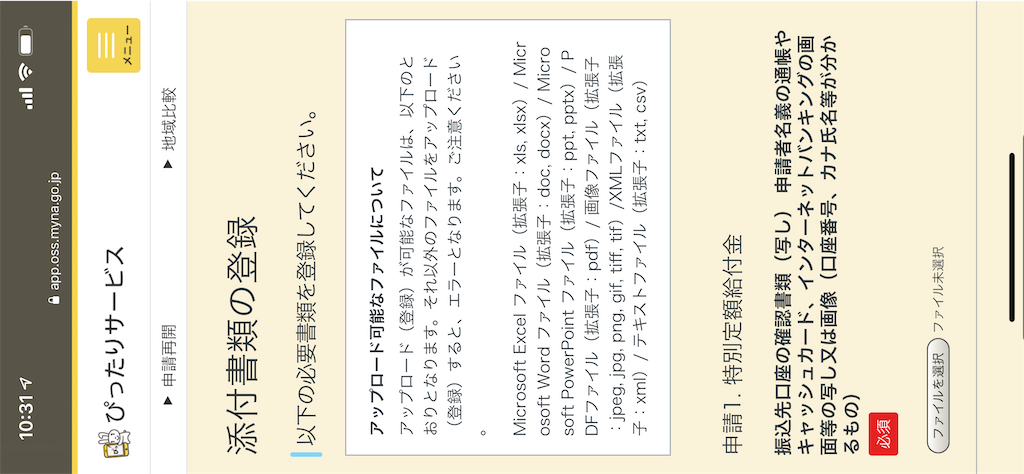 10:31
app.oss.myna.go.jp
ぴったりサービス
メニュー
▶ 申請再開
▶ 地域比較
添付書類の登録
以下の必要書類を登録してください。
アップロード可能なファイルについて
アップロード（登録）が可能なファイルは、以下のと
おりとなります。それ以外のファイルをアップロード
（登録）すると、エラーとなります。ご注意ください
。
Microsoft Excel ファイル（拡張子：xls, xlsx）/ Micr
osoft Word ファイル（拡張子：doc, docx）/ Micro
soft PowerPoint ファイル（拡張子：ppt, pptx）/ P
DFファイル（拡張子：pdf）/ 画像ファイル（拡張子
：jpeg, jpg, png, gif, tiff, tif）/XMLファイル（拡張
子：xml）/ テキストファイル（拡張子：txt, csv）
申請1. 特別定額給付金
振込先口座の確認書類（写し） 申請者名義の通帳や
キャッシュカード、インターネットバンキングの画
面等の写し又は画像（口座番号、カナ氏名等が分か
るもの）
必須
ファイルを選択 ファイル未選択